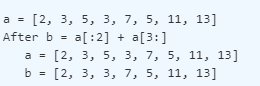 a = [2, 3, 5, 3, 7, 5, 11, 13]
After b = a[:2] + a[3:]
a = [2, 3, 5, 3, 7, 5, 11, 13]
b = [2, 3, 3, 7, 5, 11, 13]